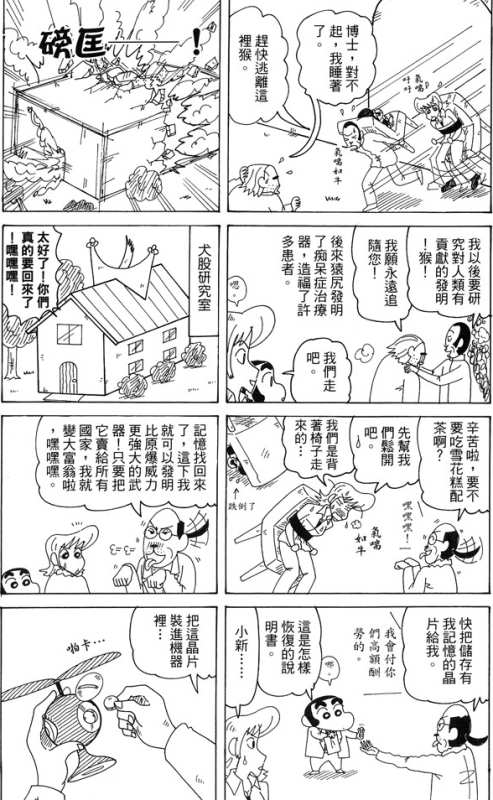 博士，對不
起，我睡著
了。
氣喘
吁吁
氣喘如牛
趕快逃離這
裡猴。
磅匡——！
我以後要研
究對人類有
貢獻的發明
！猴！
我願永遠追
隨您！
後來猿尻發明
了痴呆症治療
器，造福了許
多患者。
嗯。
我們走
吧。
犬股研究室
太好了！你們
真的要回來了
！嘿嘿嘿！
辛苦啦，要不
要吃雪花糕配
茶啊？
嘿嘿！
先幫我
們鬆開
吧。
氣喘
如牛
我們是背
著椅子走
來的…
跌倒了
記憶找回來
了，這下我
就可以發明
比原爆威力
更強大的武
器！只要把
它賣給所有
國家，我就
變大富翁啦
，嘿嘿嘿。
快把儲存有
我記憶的晶
片給我。
我會付你
們高額酬
勞的。
嗯。
這是怎樣
恢復的說
明書。
小新……
把這晶片
裝進機器
裡…
啪卡…